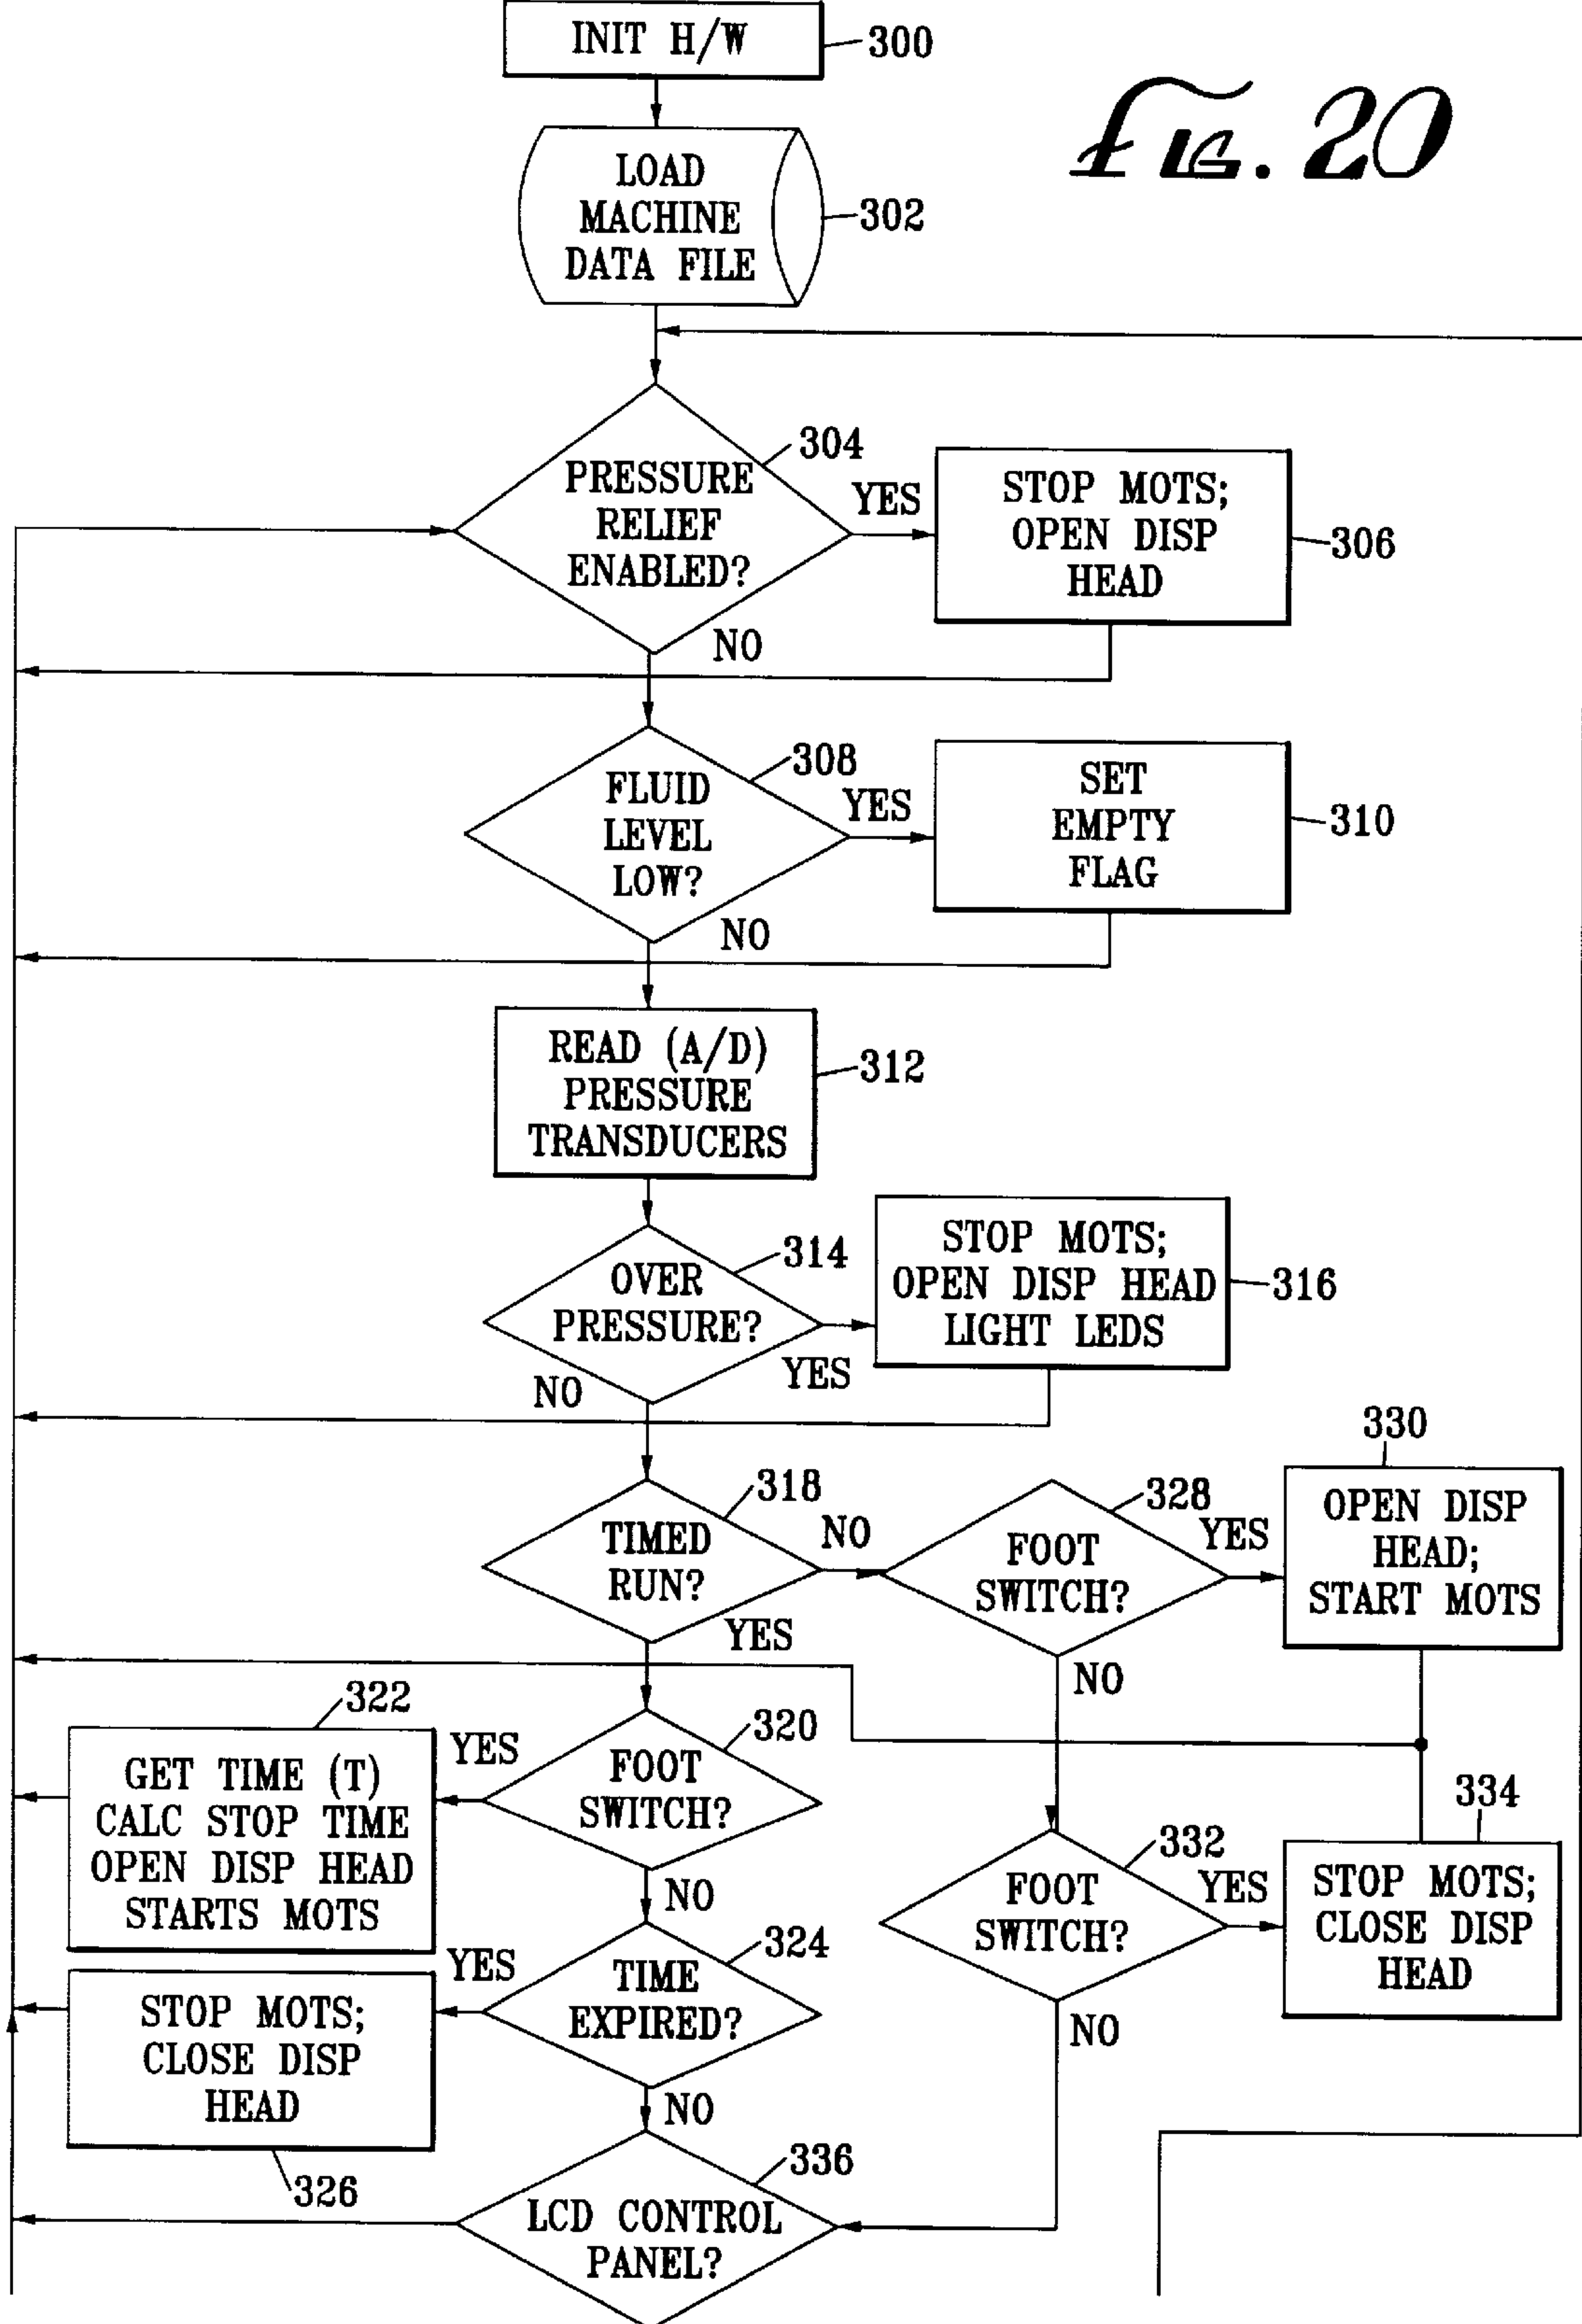 INIT H/W
300
FIG. 20
LOAD
MACHINE
DATA FILE
302
304
PRESSURE
RELIEF
ENABLED?
YES
NO
STOP MOTS;
OPEN DISP
HEAD
306
308
FLUID
LEVEL
LOW?
YES
NO
SET
EMPTY
FLAG
310
READ (A/D)
PRESSURE
TRANSDUCERS
312
314
OVER
PRESSURE?
YES
NO
STOP MOTS;
OPEN DISP HEAD
LIGHT LEDS
316
318
TIMED
RUN?
NO
YES
328
FOOT
SWITCH?
YES
NO
330
OPEN DISP
HEAD;
START MOTS
322
GET TIME (T)
CALC STOP TIME
OPEN DISP HEAD
STARTS MOTS
YES
320
FOOT
SWITCH?
NO
332
FOOT
SWITCH?
YES
NO
334
STOP MOTS;
CLOSE DISP
HEAD
YES
324
TIME
EXPIRED?
NO
STOP MOTS;
CLOSE DISP
HEAD
326
336
LCD CONTROL
PANEL?